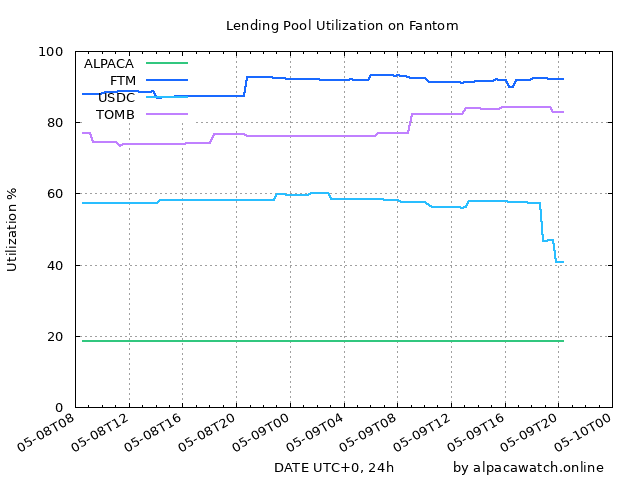 Lending Pool Utilization on Fantom
Utilization %
100
80
60
40
20
0
ALPACA
FTM
USDC
TOMB
05-08T08
05-08T12
05-08T16
05-08T20
05-09T00
05-09T04
05-09T08
05-09T12
05-09T16
05-09T20
05-10T00
DATE UTC+0, 24h
by alpacawatch.online